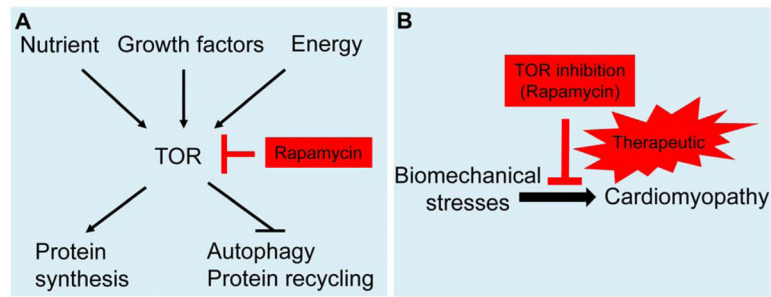 A
Nutrient Growth factors Energy
TOR
Rapamycin
Protein
synthesis
Autophagy
Protein recycling
B
TOR inhibition
(Rapamycin)
Therapeutic
Biomechanical
stresses
Cardiomyopathy